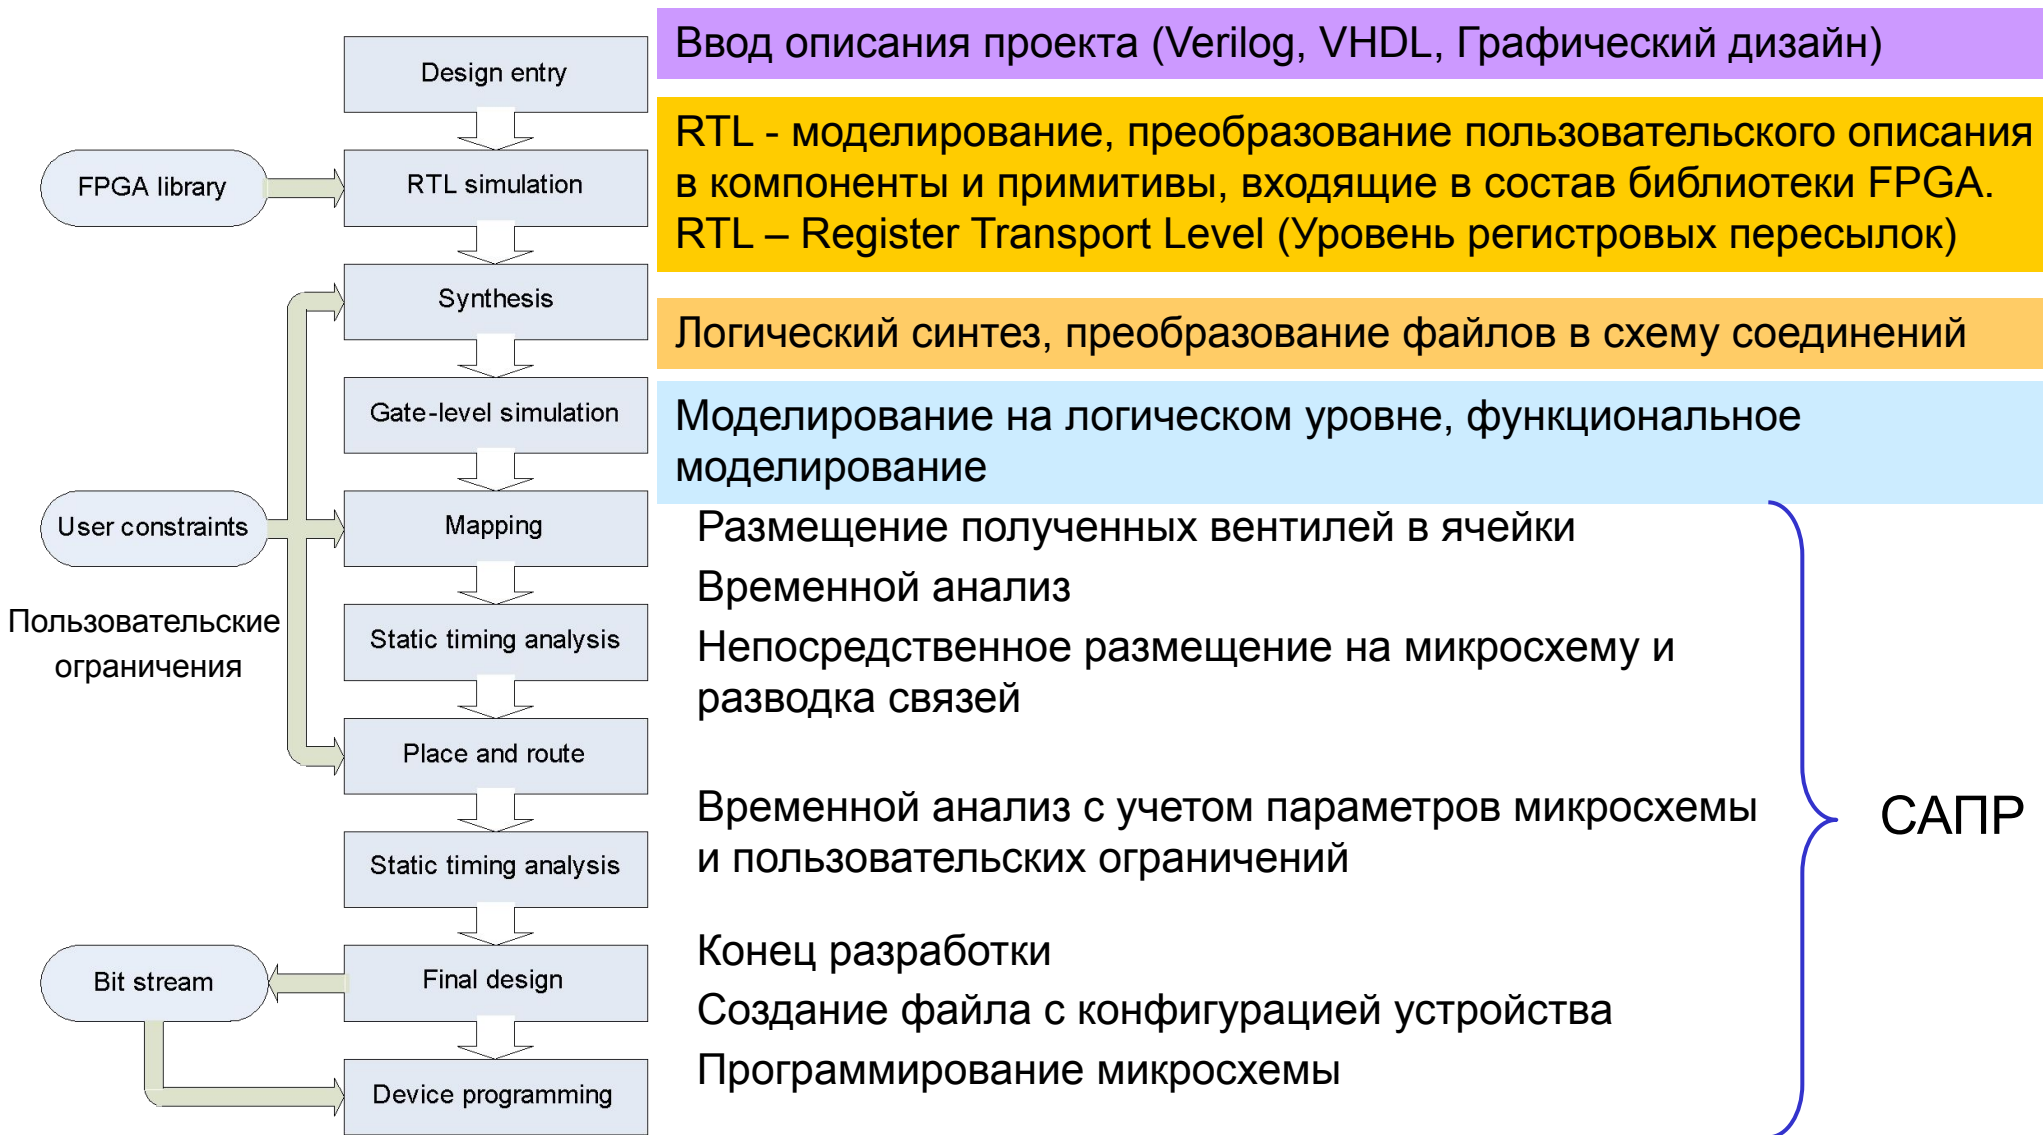 Design entry
Ввод описания проекта (Verilog, VHDL, Графический дизайн)
FPGA library
RTL simulation
RTL - моделирование, преобразование пользовательского описания
в компоненты и примитивы, входящие в состав библиотеки FPGA.
RTL – Register Transport Level (Уровень регистровых пересылок)
Synthesis
Логический синтез, преобразование файлов в схему соединений
Gate-level simulation
Моделирование на логическом уровне, функциональное
моделирование
User constraints
Mapping
Размещение полученных вентилей в ячейки
Временной анализ
Пользовательские
ограничения
Static timing analysis
Непосредственное размещение на микросхему и
разводка связей
Place and route
Временной анализ с учетом параметров микросхемы
и пользовательских ограничений
САПР
Static timing analysis
Bit stream
Final design
Конец разработки
Создание файла с конфигурацией устройства
Программирование микросхемы
Device programming